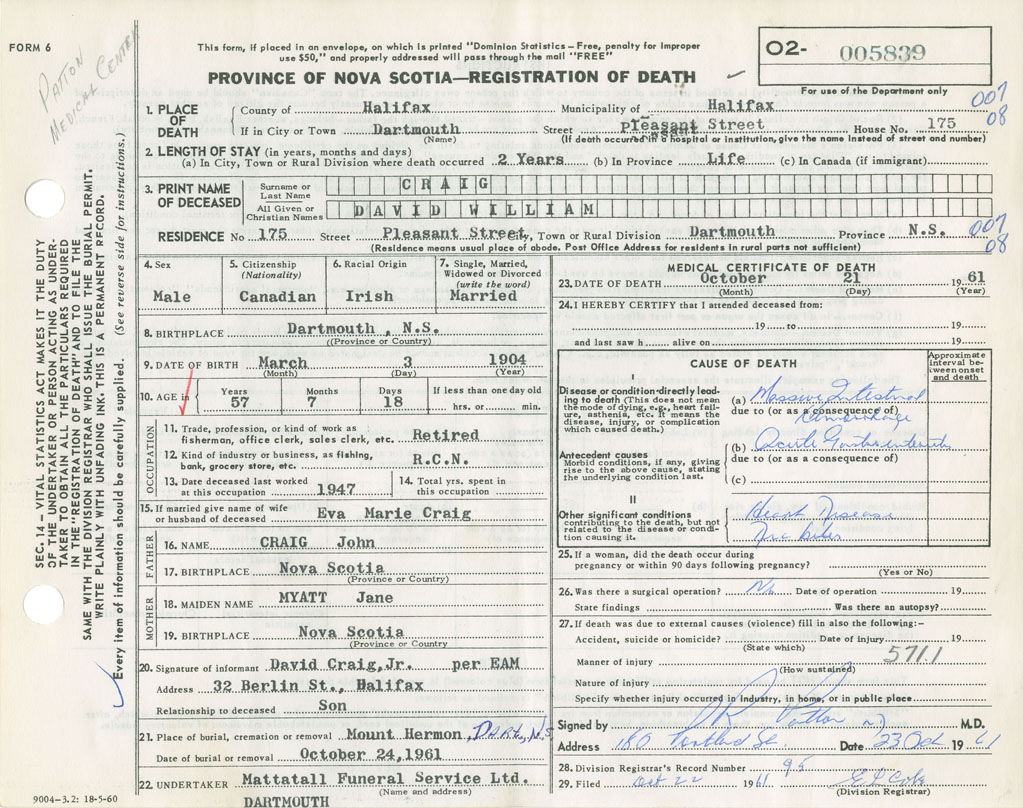 FORM 6
PATTON
MEDICAL CENTRE
This form, if placed in an envelope, on which is printed "Dominion Statistics - Free, penalty for improper
use $50," and properly addressed will pass through the mail "FREE"
PROVINCE OF NOVA SCOTIA—REGISTRATION OF DEATH
O2- 005839
For use of the Department only
007
08
1. PLACE OF DEATH
County of Halifax Municipality of Halifax
If in City or Town Dartmouth Street Pleasant Street House No. 175
(Name) (If death occurred in a hospital or institution, give the name instead of street and number)
2. LENGTH OF STAY (in years, months and days)
(a) In City, Town or Rural Division where death occurred 2 Years (b) In Province Life (c) In Canada (if immigrant)
3. PRINT NAME OF DECEASED
Surname or Last Name CRAIG
All Given or Christian Names DAVID WILLIAM
RESIDENCE No 175 Street Pleasant Street, Town or Rural Division Dartmouth Province N.S. 007
08
(Residence means usual place of abode. Post Office Address for residents in rural parts not sufficient)
4. Sex
Male
5. Citizenship
(Nationality)
Canadian
6. Racial Origin
Irish
7. Single, Married,
Widowed or Divorced
(write the word)
Married
8. BIRTHPLACE Dartmouth, N.S.
((Province or Country)
9. DATE OF BIRTH March 3 1904
(Month) (Day) (Year)
10. AGE in
Years Months Days If less than one day old
57 7 18 hrs. or min.
OCCUPATION
11. Trade, profession, or kind of work as
fisherman, office clerk, sales clerk, etc. Retired
12. Kind of industry or business, as fishing,
bank, grocery store, etc. R.C.N.
13. Date deceased last worked
at this occupation 1947
14. Total yrs. spent in
this occupation
15. If married give name of wife
or husband of deceased Eva Marie Craig
FATHER
16. NAME CRAIG John
17. BIRTHPLACE Nova Scotia
(Province or Country)
MOTHER
18. MAIDEN NAME MYATT Jane
19. BIRTHPLACE Nova Scotia
(Province or Country
20. Signature of informant David Craig, Jr. per EAM
Address 32 Berlin St., Halifax
Relationship to deceased Son
21. Place of burial, cremation or removal Mount Hermon, DART, N.S
Date of burial or removal October 24, 1961
22. UNDERTAKER Mattatall Funeral Service Ltd.
(Name and address)
DARTMOUTH
9004-3.2: 18-5-60
MEDICAL CERTIFICATE OF DEATH
23. DATE OF DEATH October 21 1961
(Month) (Day) (Year)
24. I HEREBY CERTIFY that I attended deceased from:
19 to 19
and last saw h alive on 19
CAUSE OF DEATH
Approximate
interval be-
tween onset
and death
I
Disease or condition directly lead-
ing to death (This does not mean
the mode of dying, e.g., heart fail-
ure, asthenia, etc. It means the
disease, injury, or complication
which caused death.)
(a) Massive Intestinal
due to (or as a consequence of)
Hemorrhage
Antecedent causes
Morbid conditions, if any, giving
rise to the above cause, stating
the underlying condition last.
(b) Acute Gastroenteritis
due to (or as a consequence of)
(c)
II
Other significant conditions
contributing to the death, but not
related to the disease or condi-
tion causing it.
Heart Disease
25. If a woman, did the death occur during
pregnancy or within 90 days following pregnancy?
(Yes or No)
26. Was there a surgical operation? No Date of operation 19
State findings Was there an autopsy?
27. If death was due to external causes (violence) fill in also the following:-
Accident, suicide or homicide? Date of injury 19
(State which)
571.1
Manner of injury
(How sustained)
Nature of injury
Specify whether injury occurred in industry, in home, or in public place
Signed by Patton M.D.
Address 180 Portland St. Date 23 Oct 1961
28. Division Registrar's Record Number 95
29. Filed Oct 22 1961
(Division Registrar)
SEC. 14 - VITAL STATISTICS ACT MAKES IT THE DUTY
OF THE UNDERTAKER OR PERSON ACTING AS UNDER-
TAKER TO OBTAIN ALL THE PARTICULARS REQUIRED
IN THE "REGISTRATION OF DEATH" AND TO FILE THE
SAME WITH THE DIVISION REGISTRAR WHO SHALL ISSUE THE BURIAL PERMIT.
WRITE PLAINLY WITH UNFADING INK. THIS IS A PERMANENT RECORD.
Every item of information should be carefully supplied. (See reverse side for instructions.)